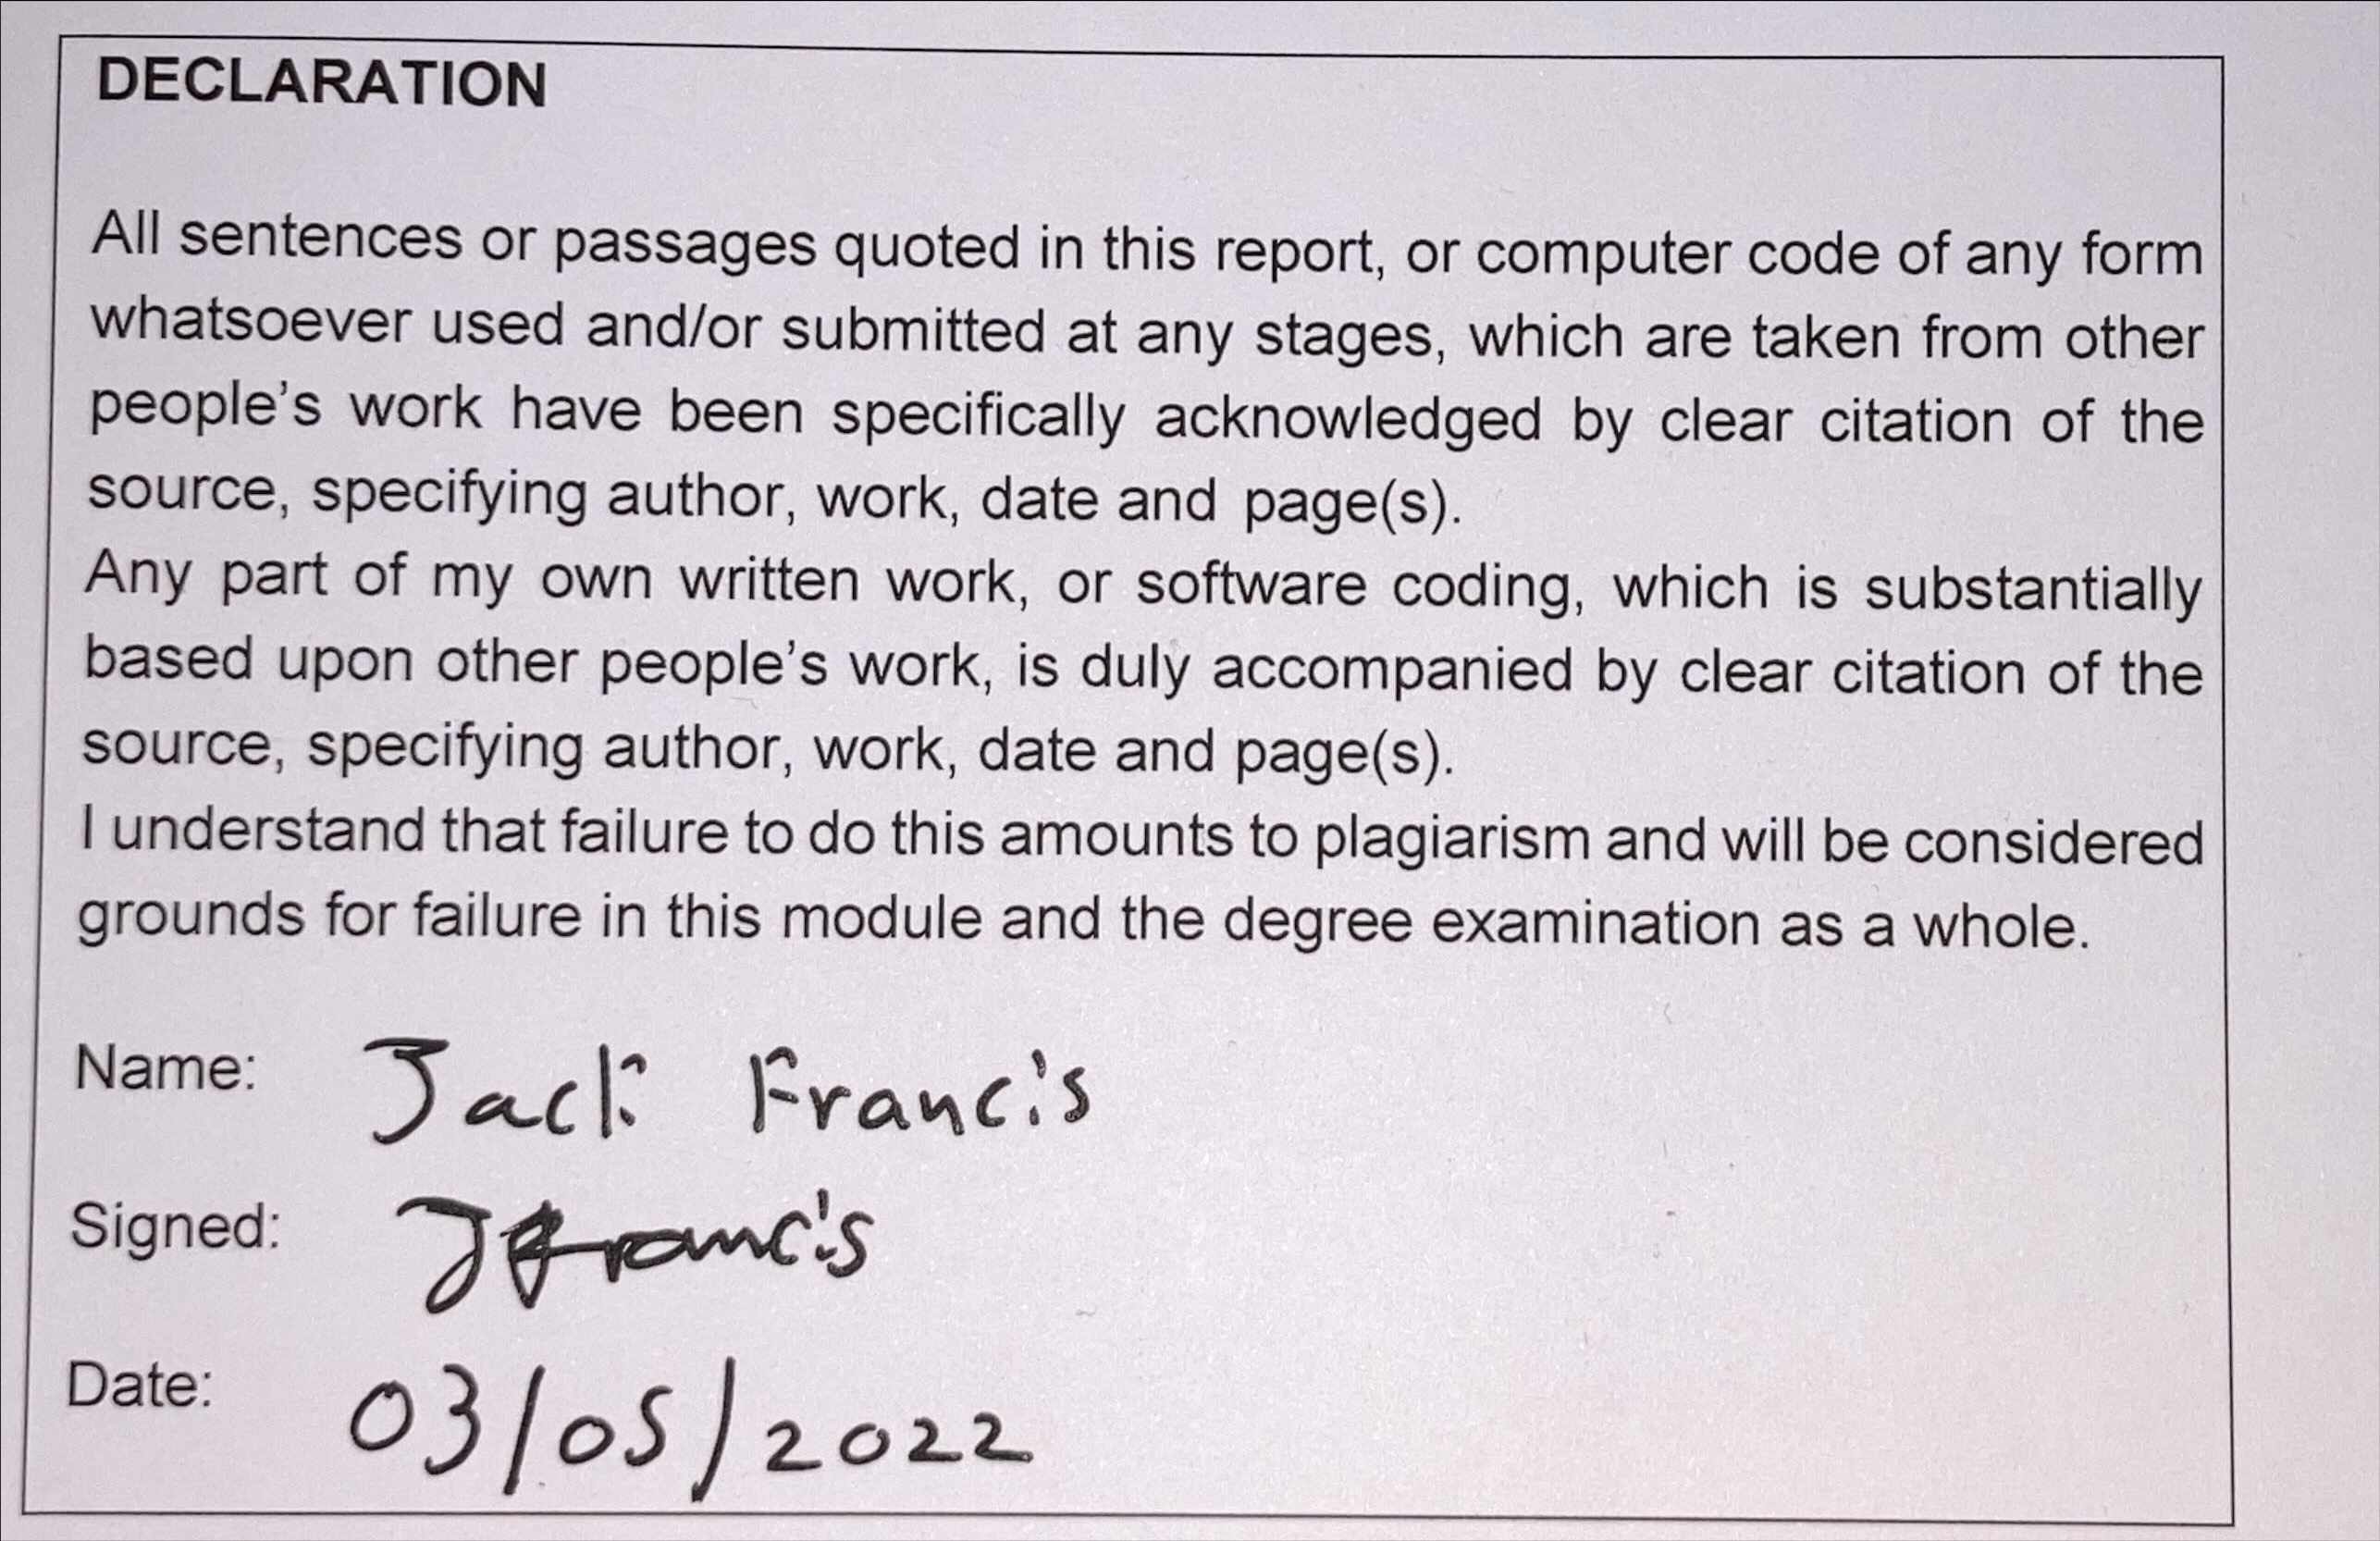 DECLARATION
All sentences or passages quoted in this report, or computer code of any form
whatsoever used and/or submitted at any stages, which are taken from other
people’s work have been specifically acknowledged by clear citation of the
source, specifying author, work, date and page(s).
Any part of my own written work, or software coding, which is substantially
based upon other people’s work, is duly accompanied by clear citation of the
source, specifying author, work, date and page(s).
I understand that failure to do this amounts to plagiarism and will be considered
grounds for failure in this module and the degree examination as a whole.
Name: Jack Francis
Signed: JFrancis
Date: 03/05/2022